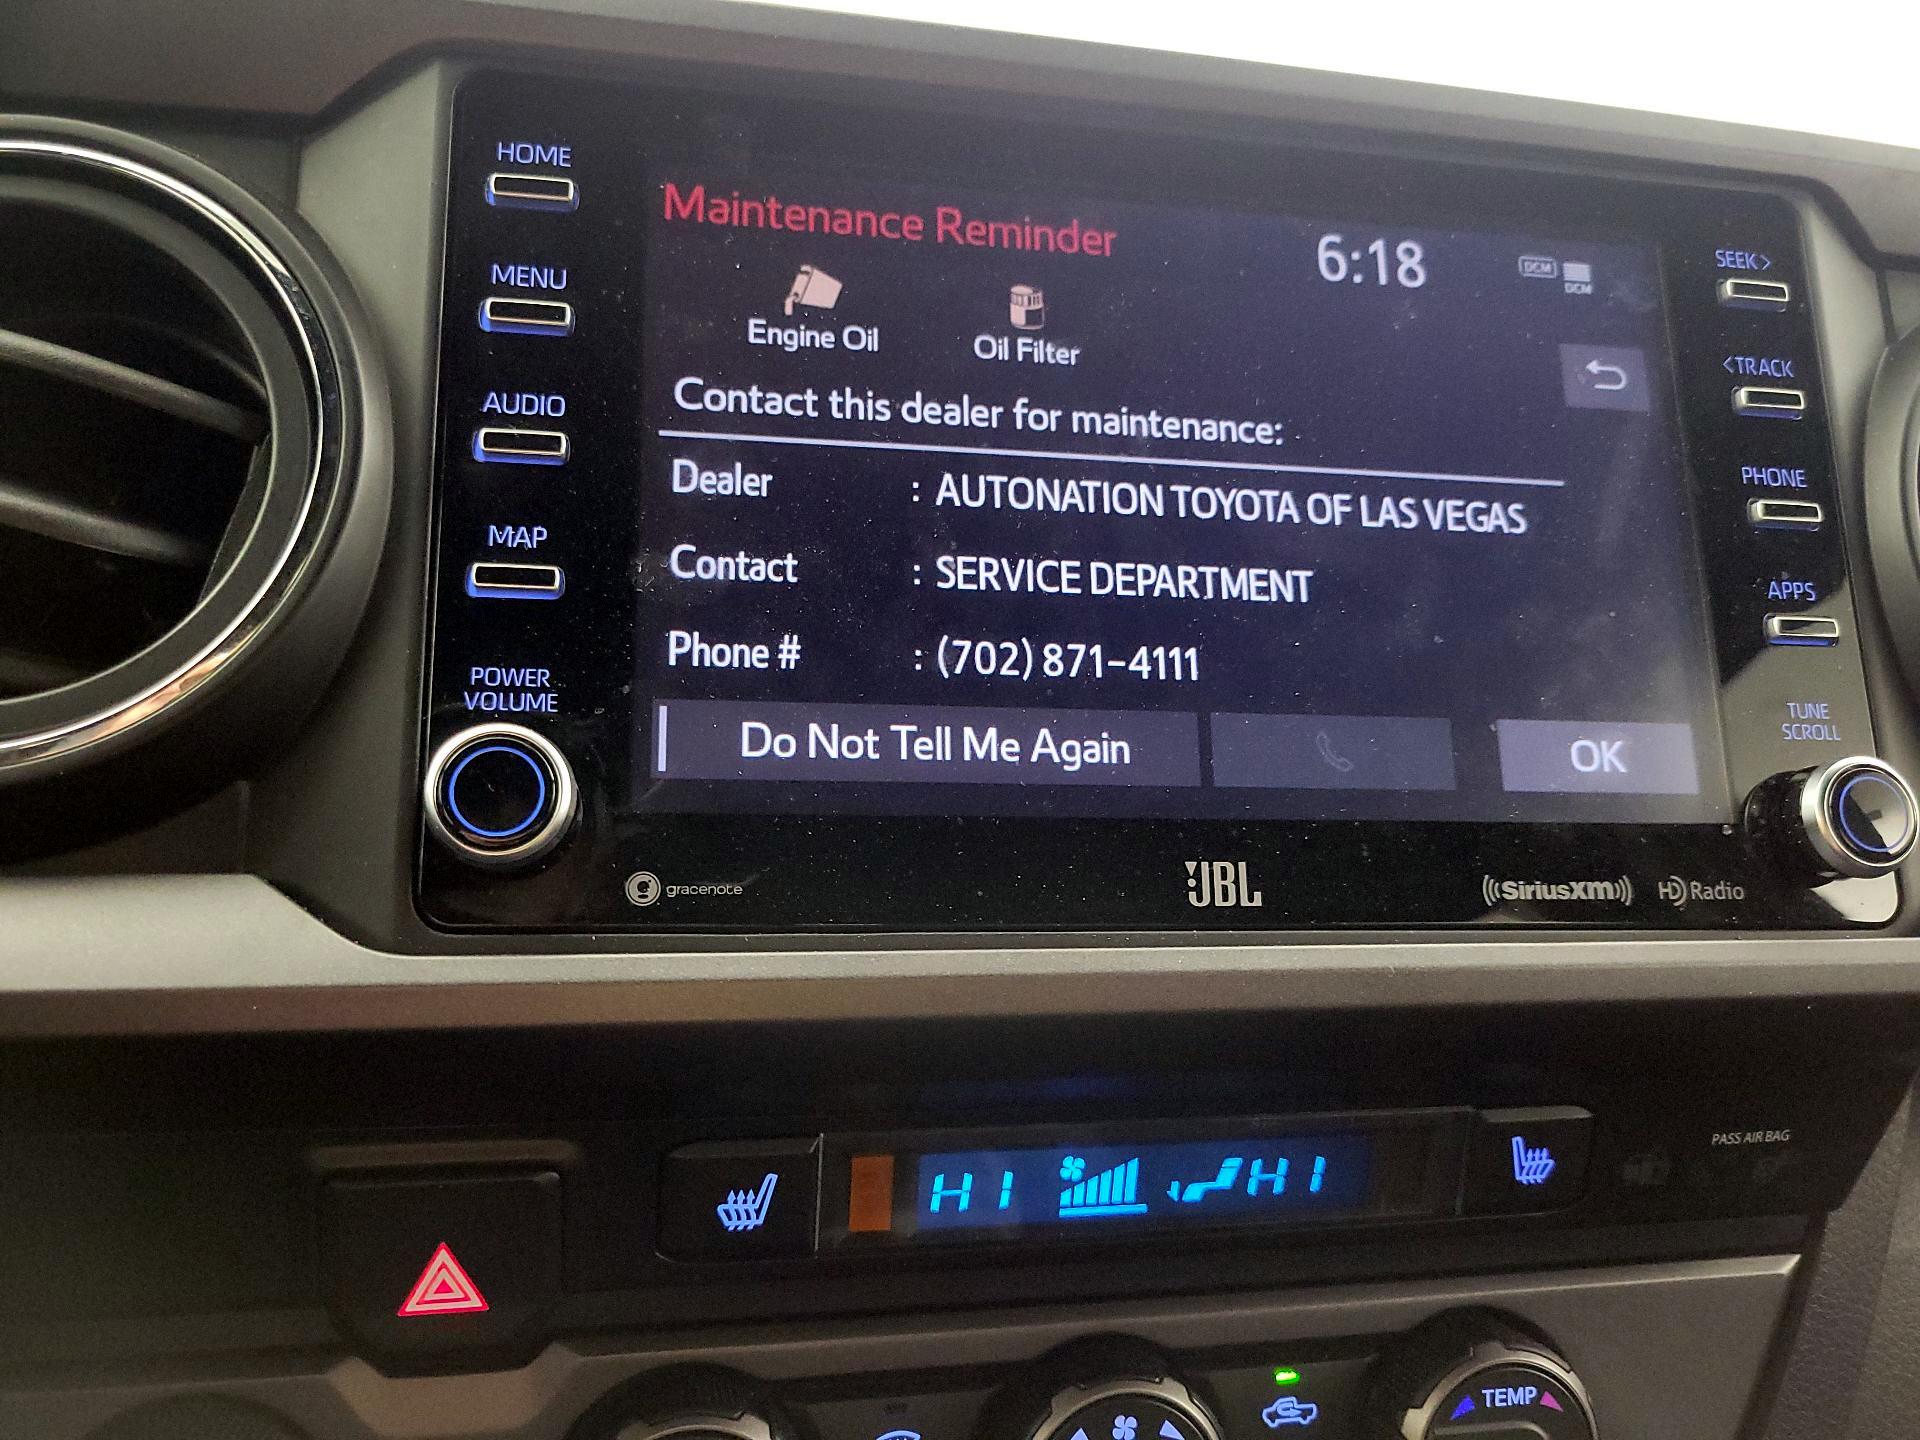 HOME
MENU
AUDIO
MAP
POWER
VOLUME
Maintenance Reminder
6:18
DCM
DCM
Engine Oil
Oil Filter
Contact this dealer for maintenance:
Dealer : AUTONATION TOYOTA OF LAS VEGAS
Contact : SERVICE DEPARTMENT
Phone # : (702) 871-4111
Do Not Tell Me Again
OK
SEEK>
<TRACK
PHONE
APPS
TUNE
SCROLL
gracenote
JBL
((SiriusXM))
HD Radio
HI
HI
PASS AIR BAG
TEMP